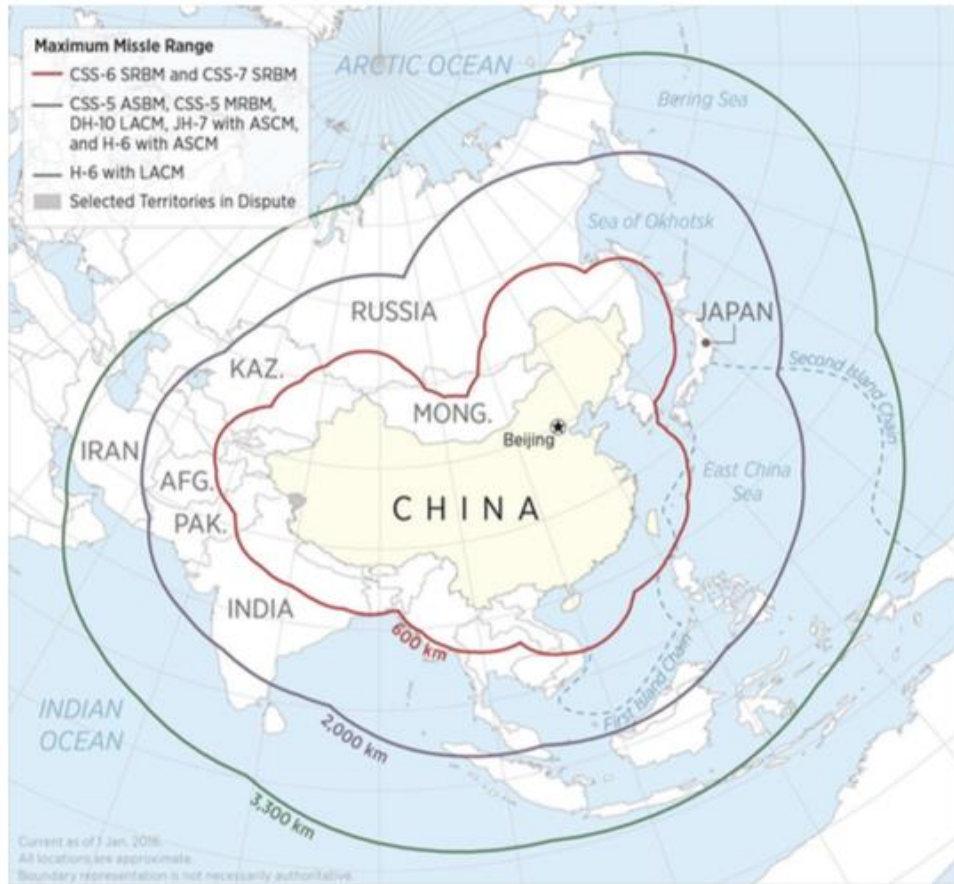 Maximum Missle Range
CSS-6 SRBM and CSS-7 SRBM
CSS-5 ASBM, CSS-5 MRBM,
DH-10 LACM, JH-7 with ASCM,
and H-6 with ASCM
H-6 with LACM
Selected Territories in Dispute
ARCTIC OCEAN
Bering Sea
Sea of Okhotsk
RUSSIA
JAPAN
Second Island Chain
KAZ.
MONG.
Beijing
IRAN
AFG.
East China
Sea
PAK.
CHINA
INDIA
600 km
First Island Chain
INDIAN
OCEAN
2,000 km
3,300 km
Current as of 1 Jan, 2016.
All locations are approximate.
Boundary representation is not necessarily authoritative.